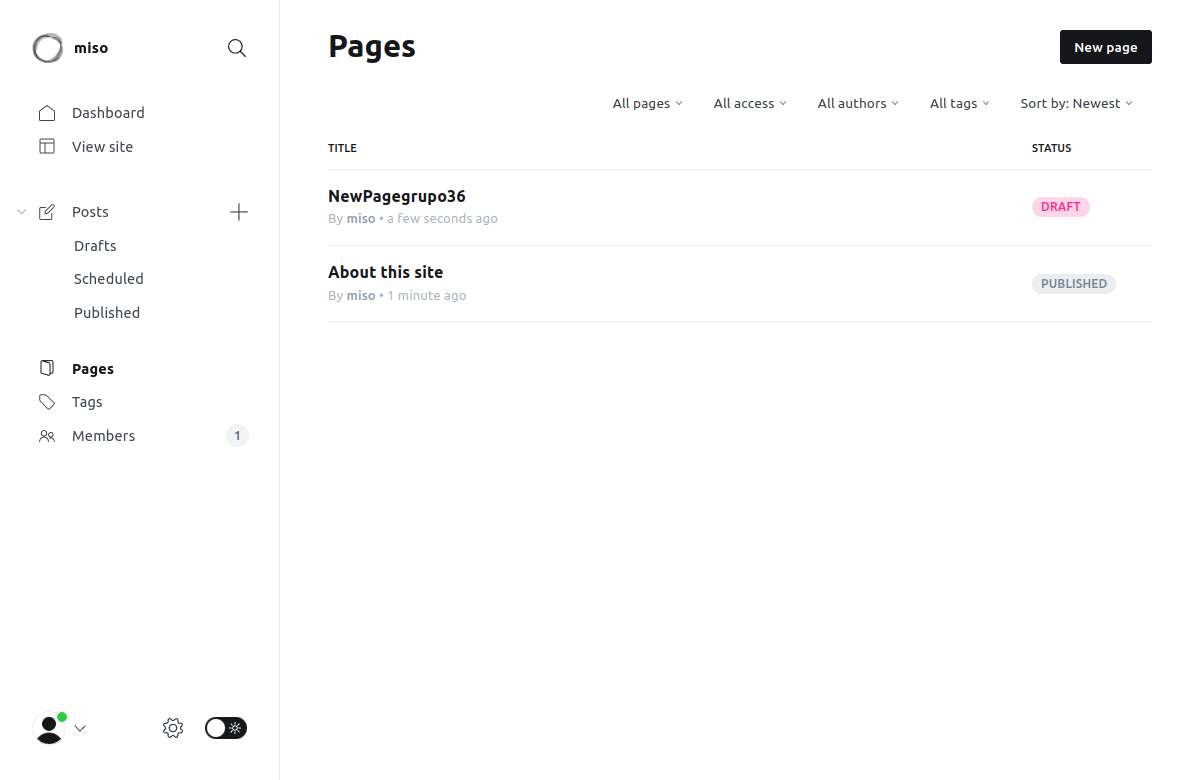 miso
Dashboard
View site
Posts
Drafts
Scheduled
Published
Pages
Tags
Members 1
Pages
New page
All pages All access All authors All tags Sort by: Newest
TITLE STATUS
NewPagegrupo36
By miso • a few seconds ago
DRAFT
About this site
By miso • 1 minute ago
PUBLISHED